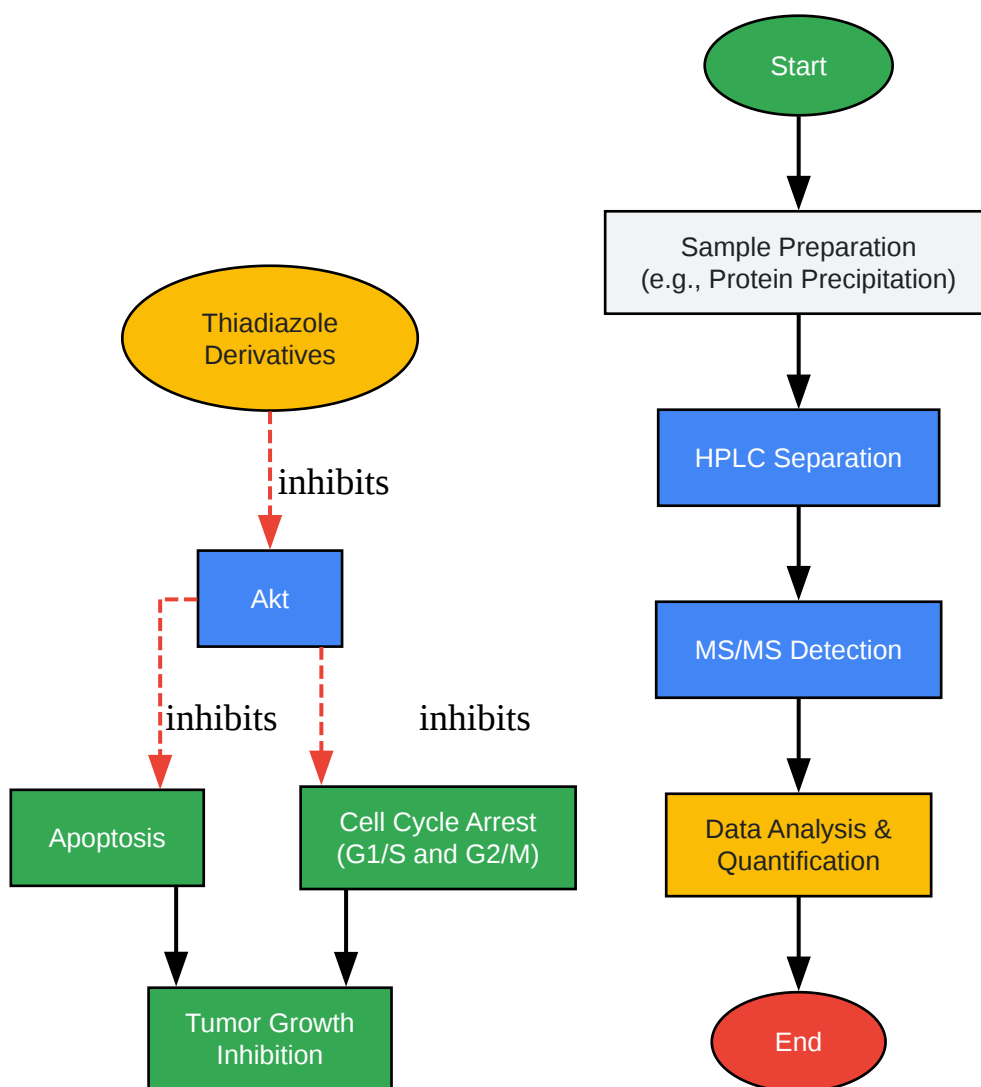 Thiadiazole
Derivatives
inhibits
Akt
inhibits
inhibits
Apoptosis
Cell Cycle Arrest
(G1/S and G2/M)
Tumor Growth
Inhibition
Start
Sample Preparation
(e.g., Protein Precipitation)
HPLC Separation
MS/MS Detection
Data Analysis &
Quantification
End